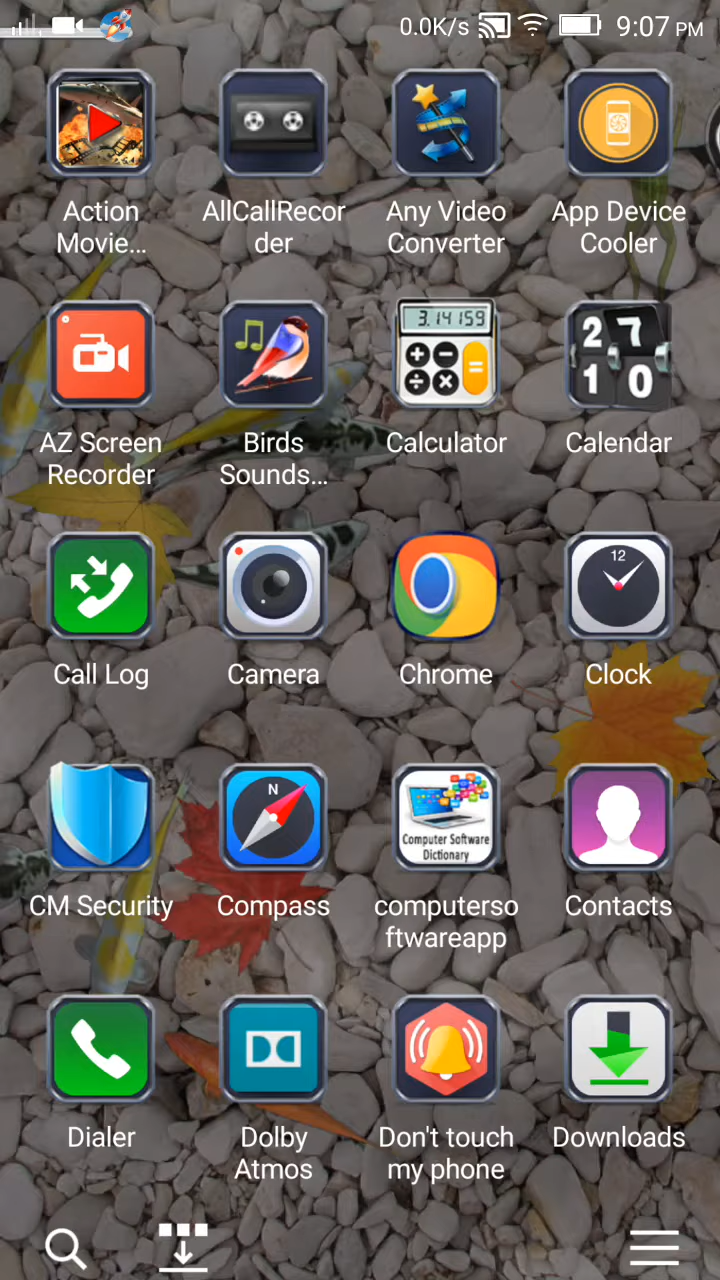 0.0K/s 9:07 PM
Action Movie...
AllCallRecor
der
Any Video
Converter
App Device
Cooler
3.14159
27
10
AZ Screen
Recorder
Birds
Sounds...
Calculator
Calendar
12
Call Log
Camera
Chrome
Clock
N
Computer Software
Dictionary
CM Security
Compass
computerso
ftwareapp
Contacts
Dialer
Dolby
Atmos
Don't touch
my phone
Downloads